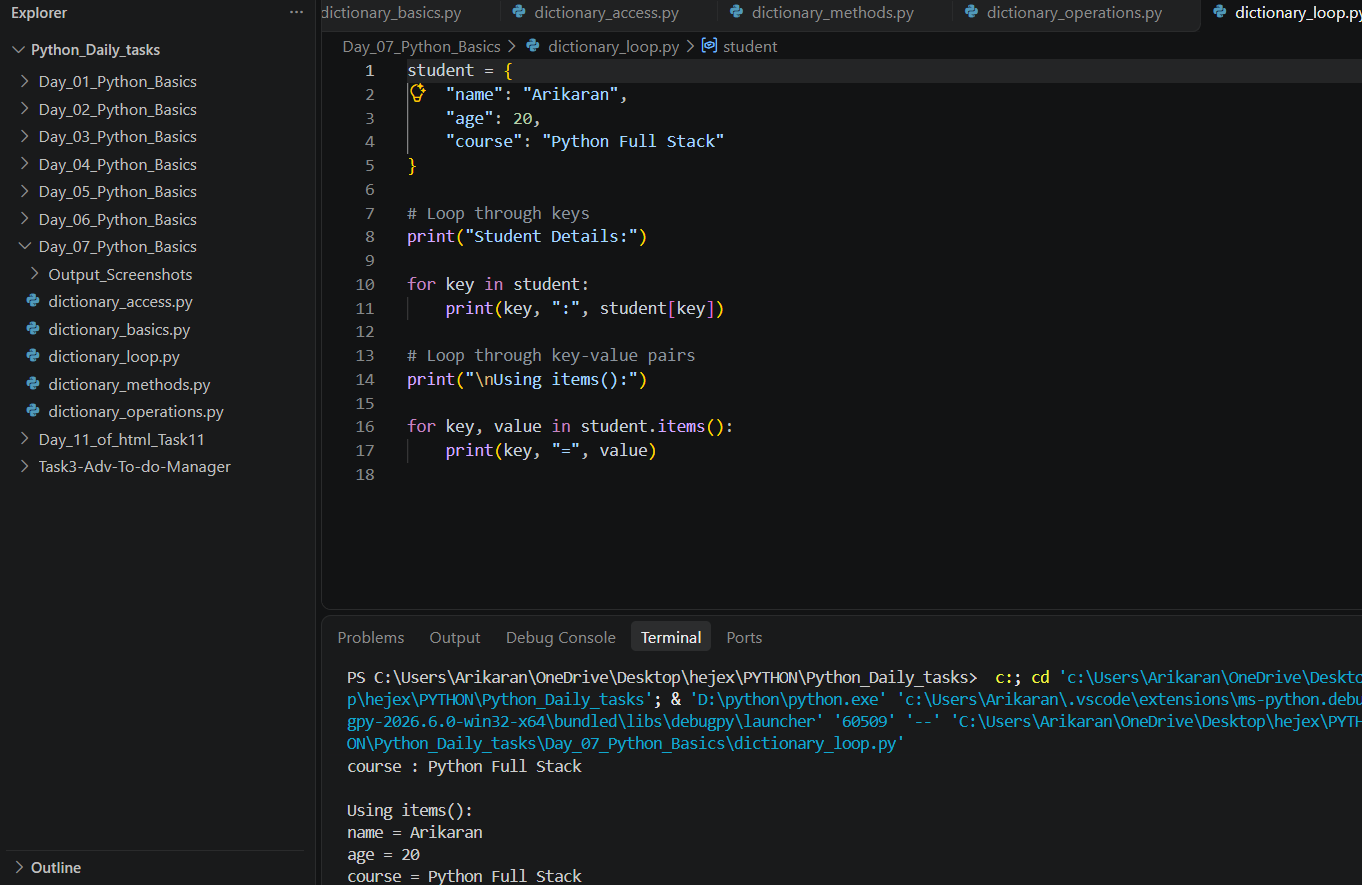 Explorer ···
Python_Daily_tasks
Day_01_Python_Basics
Day_02_Python_Basics
Day_03_Python_Basics
Day_04_Python_Basics
Day_05_Python_Basics
Day_06_Python_Basics
Day_07_Python_Basics
Output_Screenshots
dictionary_access.py
dictionary_basics.py
dictionary_loop.py
dictionary_methods.py
dictionary_operations.py
Day_11_of_html_Task11
Task3-Adv-To-do-Manager
Outline
dictionary_basics.py dictionary_access.py dictionary_methods.py dictionary_operations.py dictionary_loop.py
Day_07_Python_Basics > dictionary_loop.py > student
1 student = {
2     "name": "Arikaran",
3     "age": 20,
4     "course": "Python Full Stack"
5 }
6
7 # Loop through keys
8 print("Student Details:")
9
10 for key in student:
11     print(key, ":", student[key])
12
13 # Loop through key-value pairs
14 print("\nUsing items():")
15
16 for key, value in student.items():
17     print(key, "=", value)
18
Problems Output Debug Console Terminal Ports
PS C:\Users\Arikaran\OneDrive\Desktop\hejex\PYTHON\Python_Daily_tasks>  c:; cd 'c:\Users\Arikaran\OneDrive\Deskto
p\hejex\PYTHON\Python_Daily_tasks'; & 'D:\python\python.exe' 'c:\Users\Arikaran\.vscode\extensions\ms-python.debu
gpy-2026.6.0-win32-x64\bundled\libs\debugpy\launcher' '60509' '--' 'C:\Users\Arikaran\OneDrive\Desktop\hejex\PYTH
ON\Python_Daily_tasks\Day_07_Python_Basics\dictionary_loop.py'
course : Python Full Stack

Using items():
name = Arikaran
age = 20
course = Python Full Stack